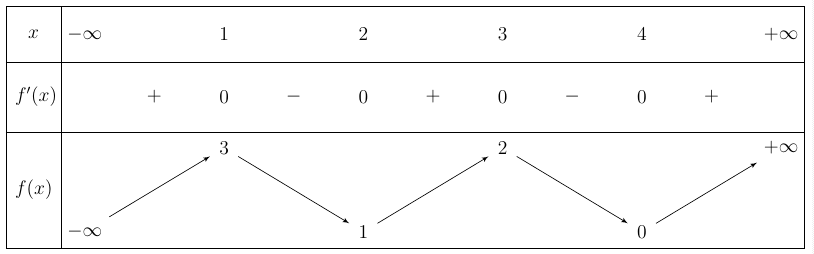 x −∞ 1 2 3 4 +∞
f′(x) + 0 − 0 + 0 − 0 +
3 2 +∞
f(x)
−∞ 1 0